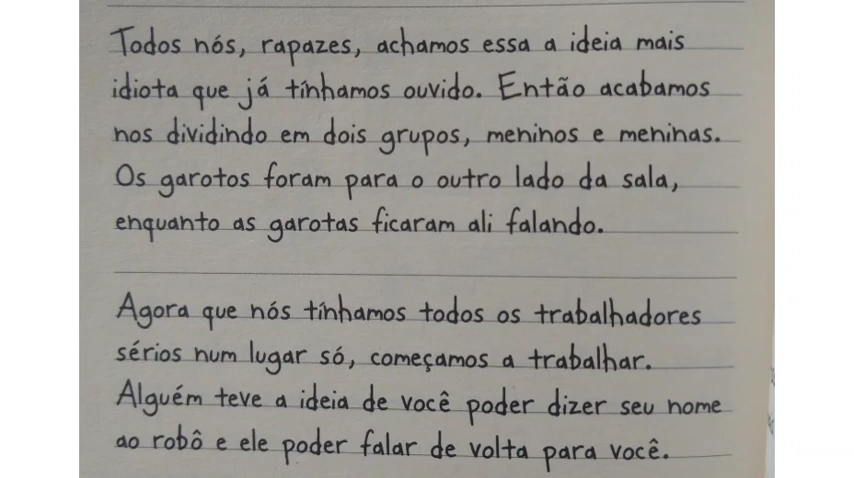 Todos nós, rapazes, achamos essa a ideia mais
idiota que já tínhamos ouvido. Então acabamos
nos dividindo em dois grupos, meninos e meninas.
Os garotos foram para o outro lado da sala,
enquanto as garotas ficaram ali falando.
Agora que nós tínhamos todos os trabalhadores
sérios num lugar só, começamos a trabalhar.
Alguém teve a ideia de você poder dizer seu nome
ao robô e ele poder falar de volta para você.